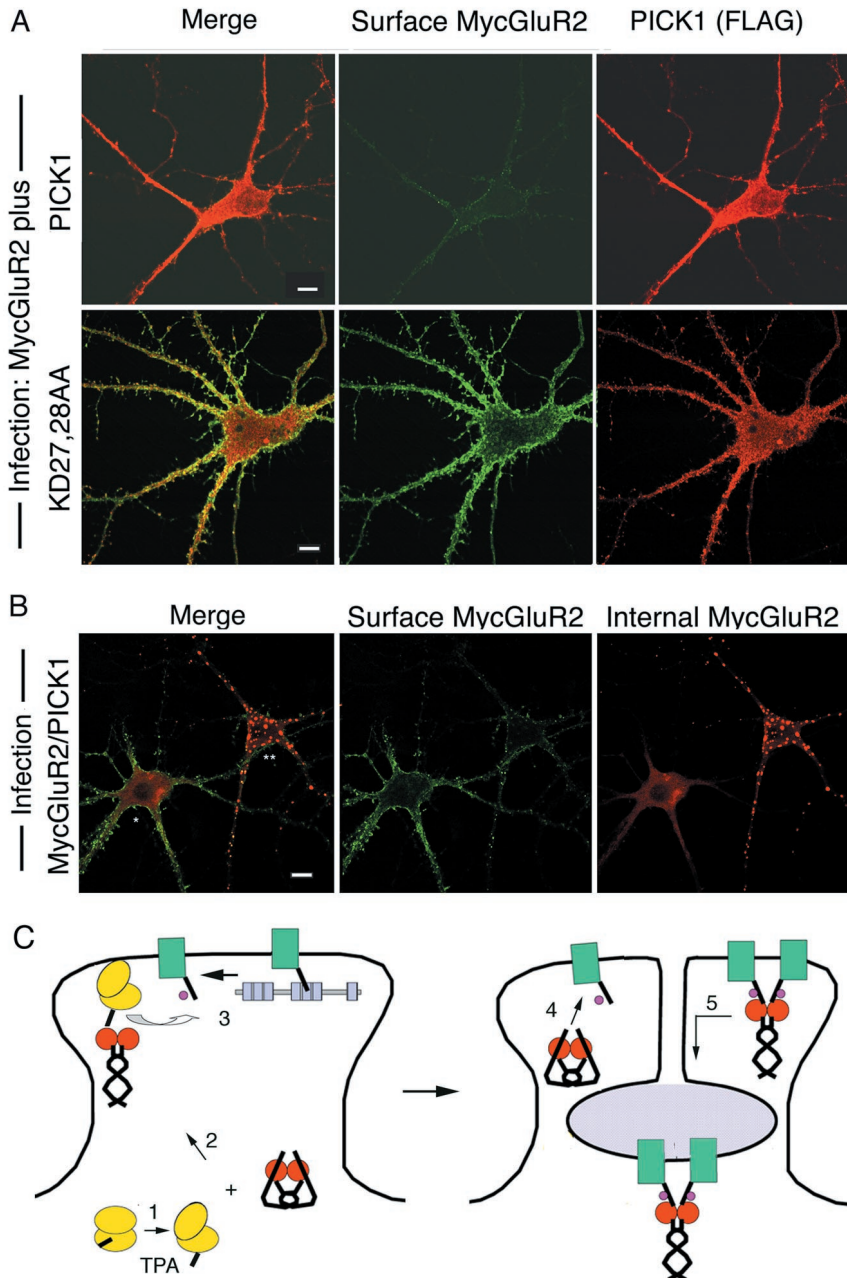 A
Merge Surface MycGluR2 PICK1 (FLAG)
Infection: MycGluR2 plus
PICK1
KD27,28AA
B
Merge Surface MycGluR2 Internal MycGluR2
Infection
MycGluR2/PICK1
*
**
C
3
2
+
1
TPA
4
5